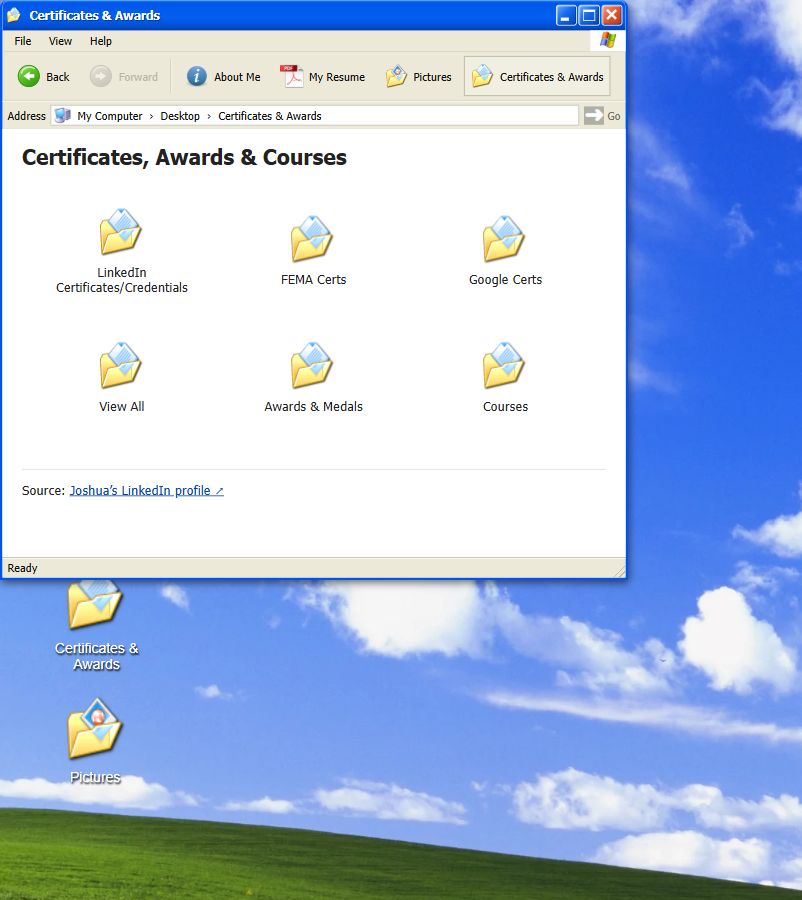 Certificates & Awards
File View Help
Back Forward About Me PDF My Resume Pictures Certificates & Awards
Address My Computer › Desktop › Certificates & Awards Go
Certificates, Awards & Courses
LinkedIn
Certificates/Credentials
FEMA Certs
Google Certs
View All
Awards & Medals
Courses
Source: Joshua’s LinkedIn profile ↗
Ready
Certificates &
Awards
Pictures